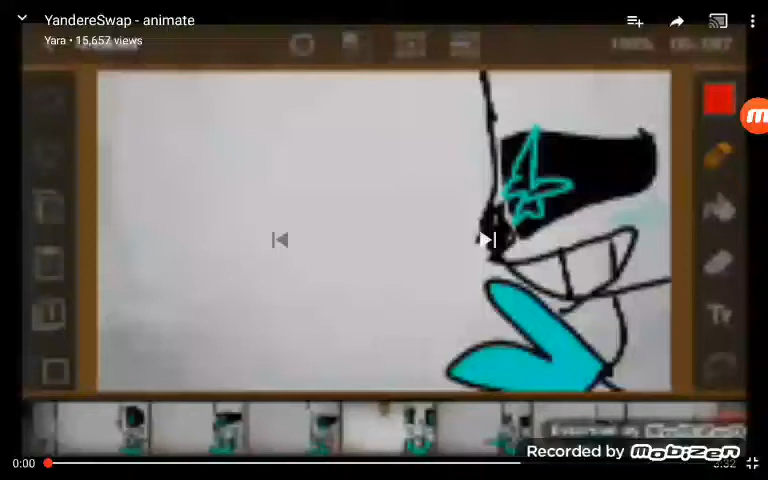 YandereSwap - animate
Yara • 15,657 views
Tr
Recorded by mobizen
0:00
3:32